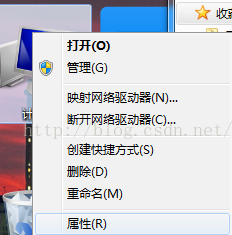 收藏
计
打开(O)
管理(G)
映射网络驱动器(N)...
断开网络驱动器(C)...
http://blog.csdn.net/
创建快捷方式(S)
删除(D)
重命名(M)
属性(R)